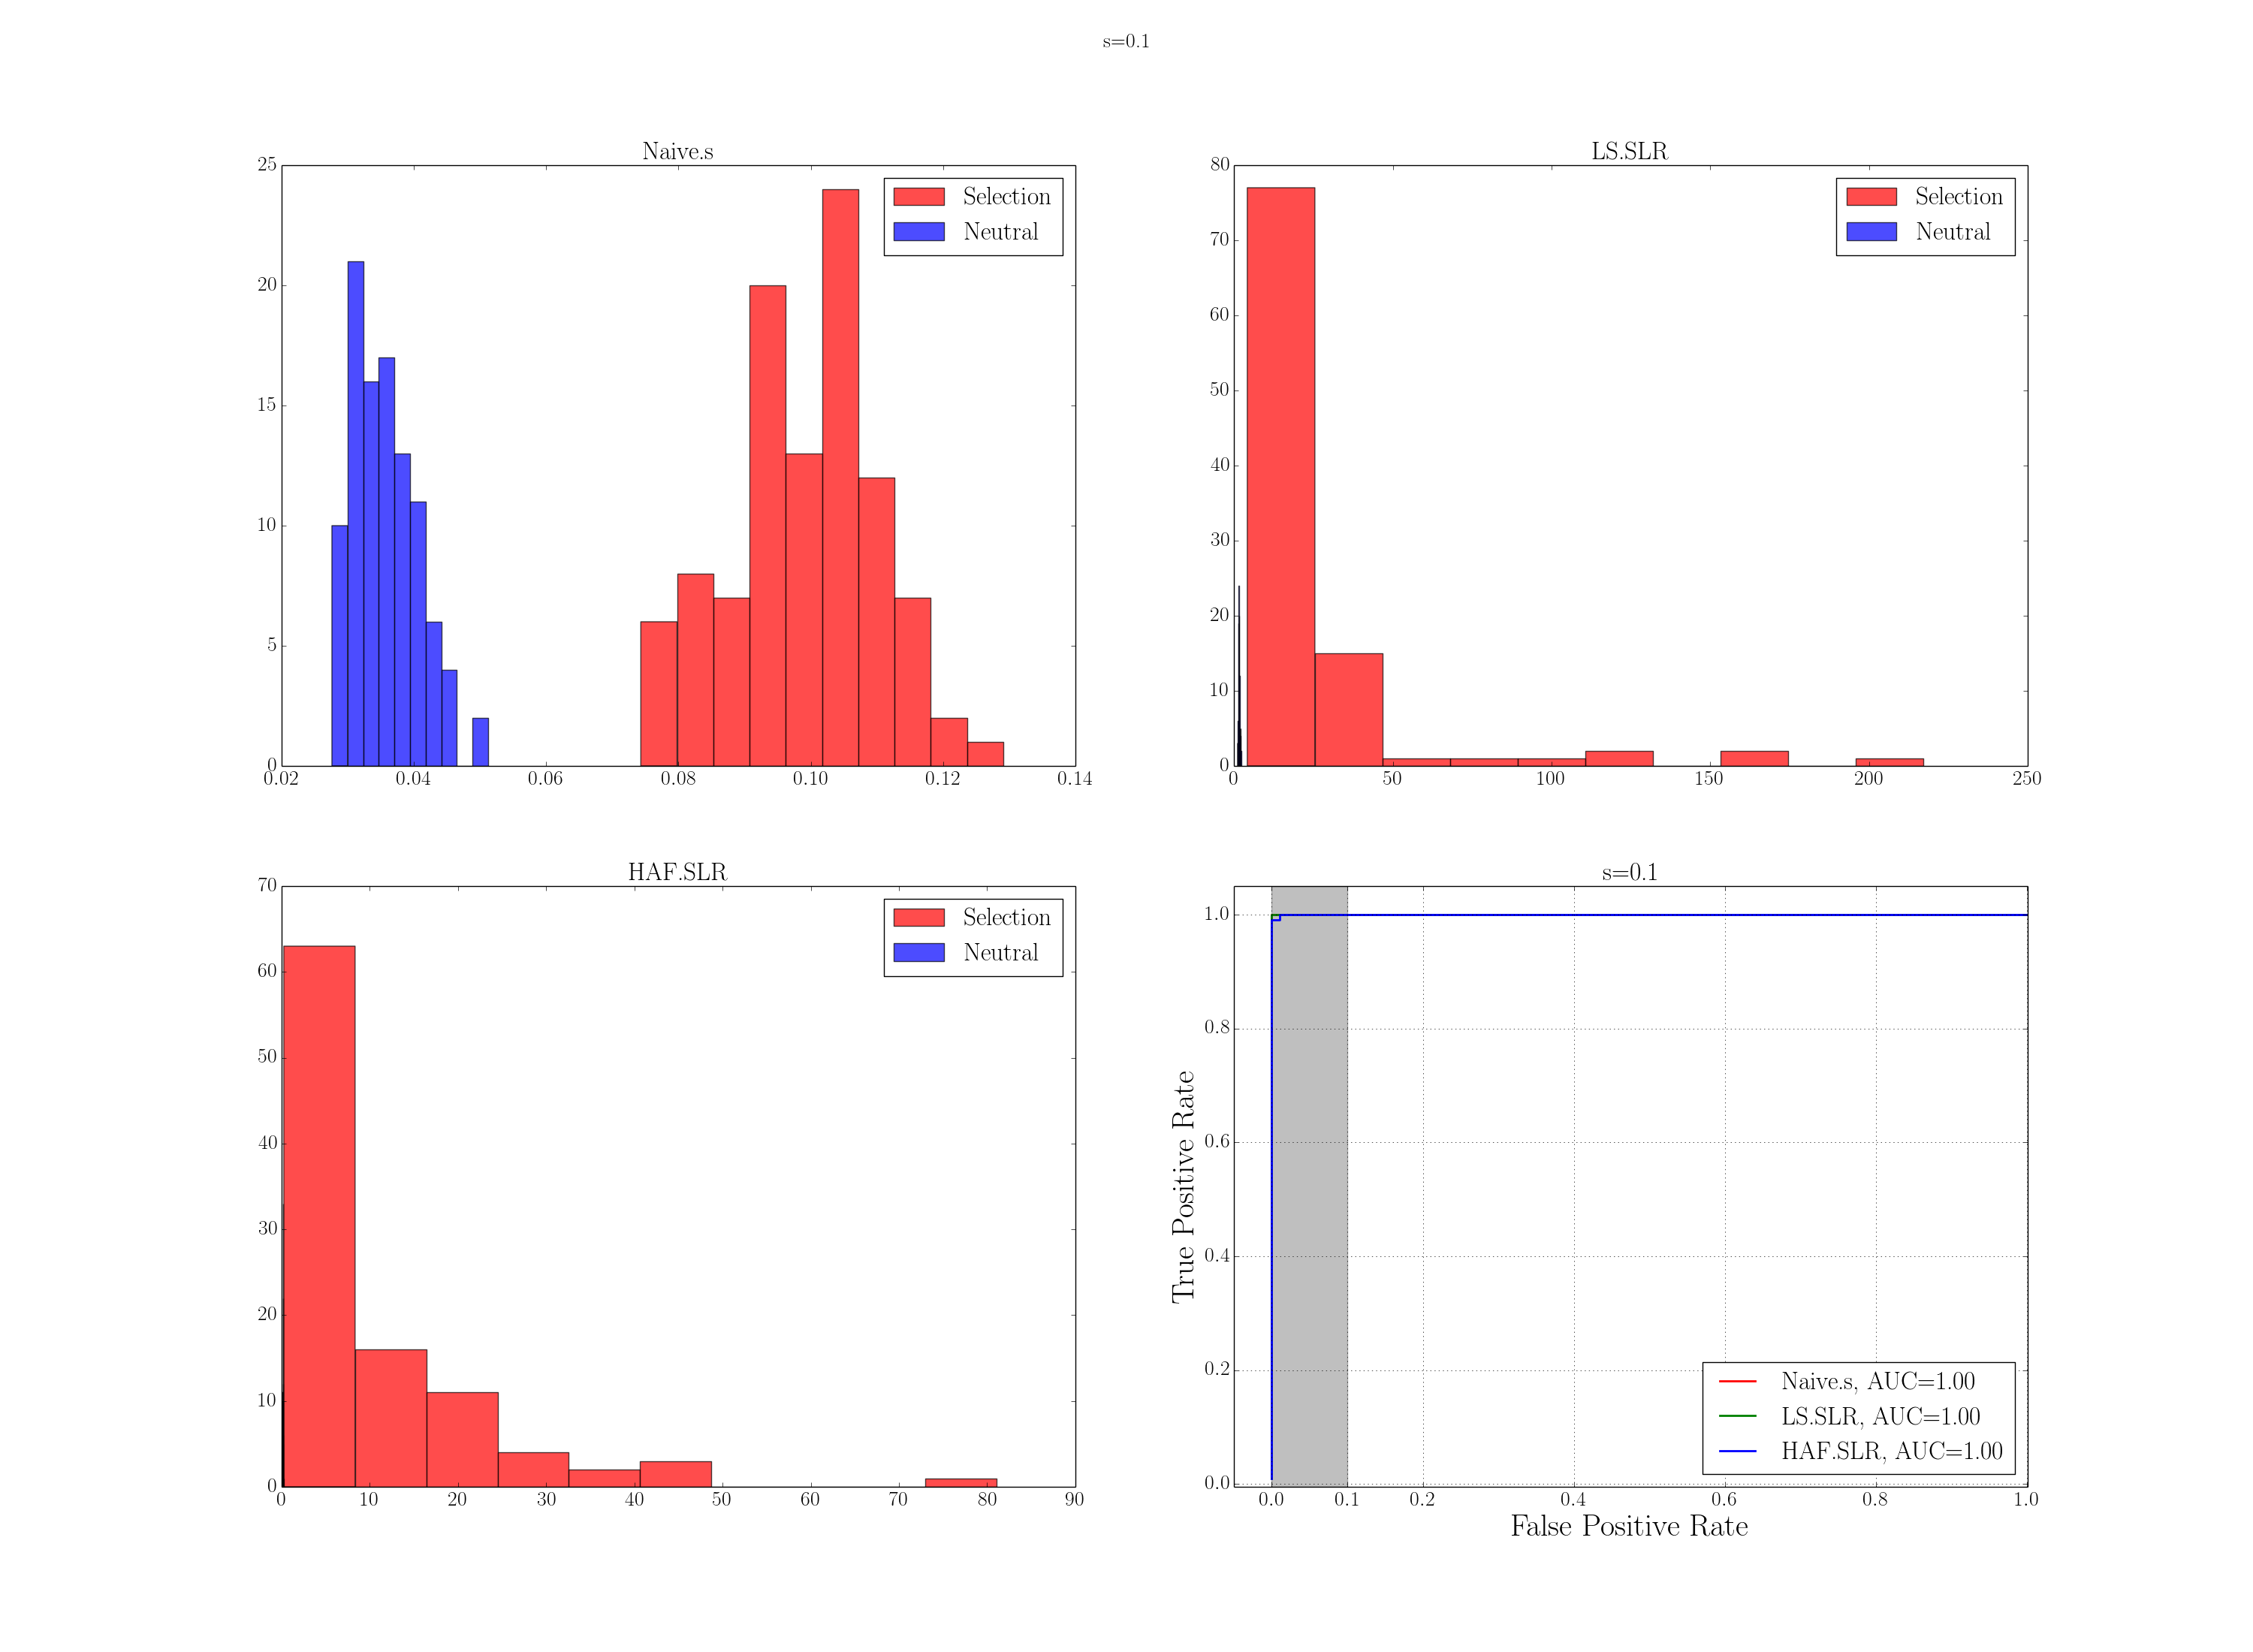 s=0.1
Naive.s
25
20
15
10
5
0
0.02 0.04 0.06 0.08 0.10 0.12 0.14
Selection
Neutral
LS.SLR
80
70
60
50
40
30
20
10
0
0 50 100 150 200 250
Selection
Neutral
HAF.SLR
70
60
50
40
30
20
10
0
0 10 20 30 40 50 60 70 80 90
Selection
Neutral
s=0.1
True Positive Rate
1.0
0.8
0.6
0.4
0.2
0.0
0.0 0.1 0.2 0.4 0.6 0.8 1.0
False Positive Rate
Naive.s, AUC=1.00
LS.SLR, AUC=1.00
HAF.SLR, AUC=1.00